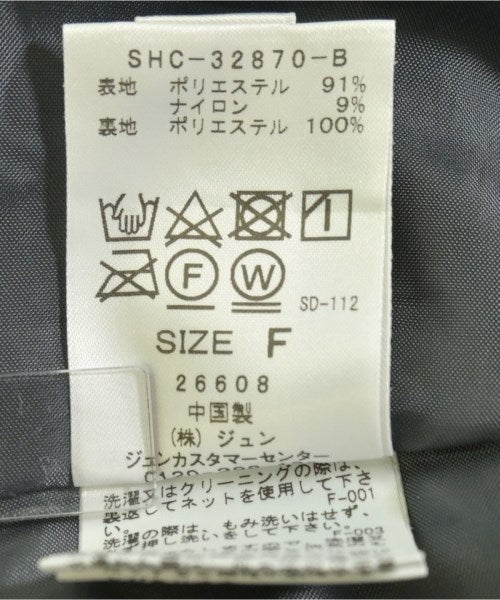 SHC-32870-B
表地 ポリエステル 91%
ナイロン 9%
裏地 ポリエステル 100%
F W
SD-112
SIZE F
26608
中国製
(株) ジュン
ジュンカスタマーセンター
洗濯又はクリーニングの際は、
裏返してネットを使用して下さ
い。 F-001
洗濯の際は、もみ洗いはせず、
F-003